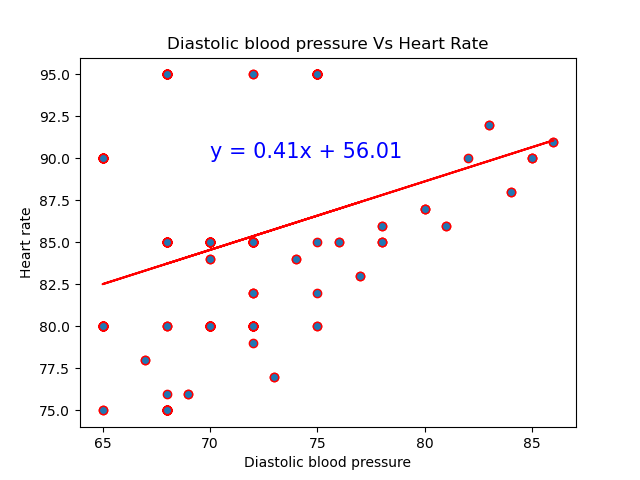 Diastolic blood pressure Vs Heart Rate
95.0
92.5
90.0
87.5
85.0
82.5
80.0
77.5
75.0
Heart rate
y = 0.41x + 56.01
65 70 75 80 85
Diastolic blood pressure